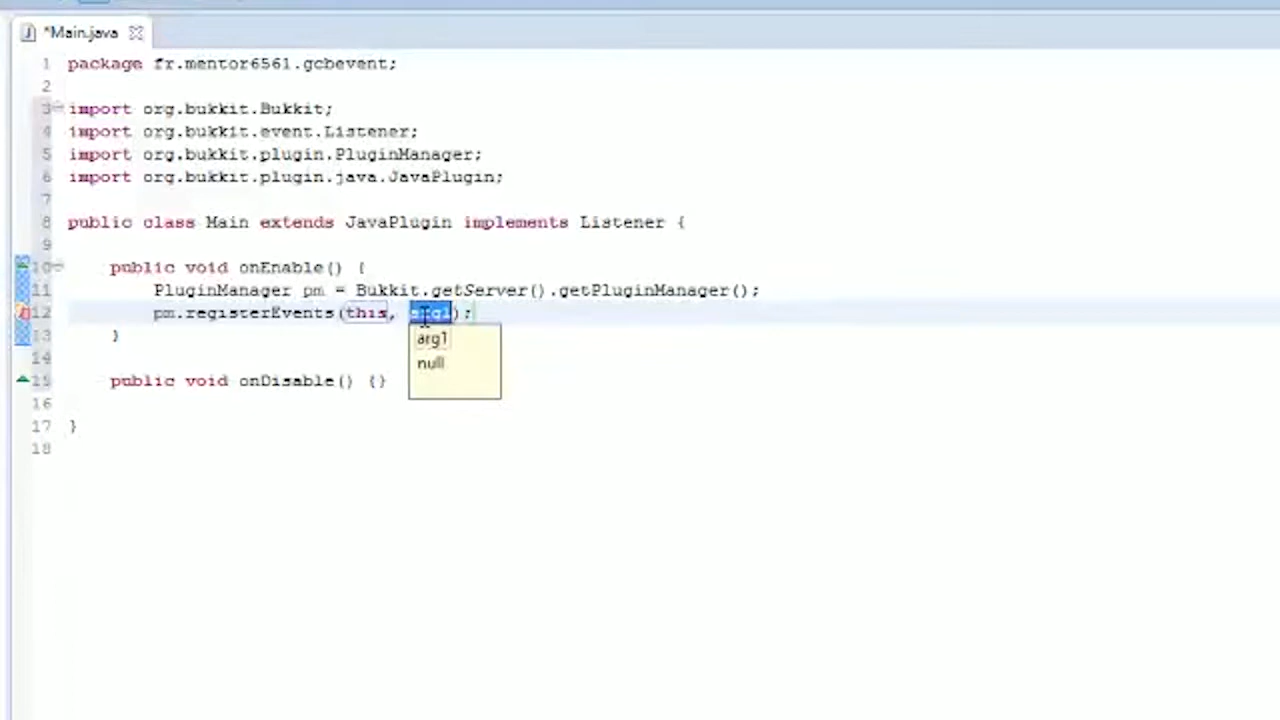 *Main.java
1 package fr.mentor6561.gcbevent;
2
3 import org.bukkit.Bukkit;
4 import org.bukkit.event.Listener;
5 import org.bukkit.plugin.PluginManager;
6 import org.bukkit.plugin.java.JavaPlugin;
7
8 public class Main extends JavaPlugin implements Listener {
9
10 public void onEnable() {
11 PluginManager pm = Bukkit.getServer().getPluginManager();
12 pm.registerEvents(this, arg1);
arg1
13 }
null
14
15 public void onDisable() {}
16
17 }
18